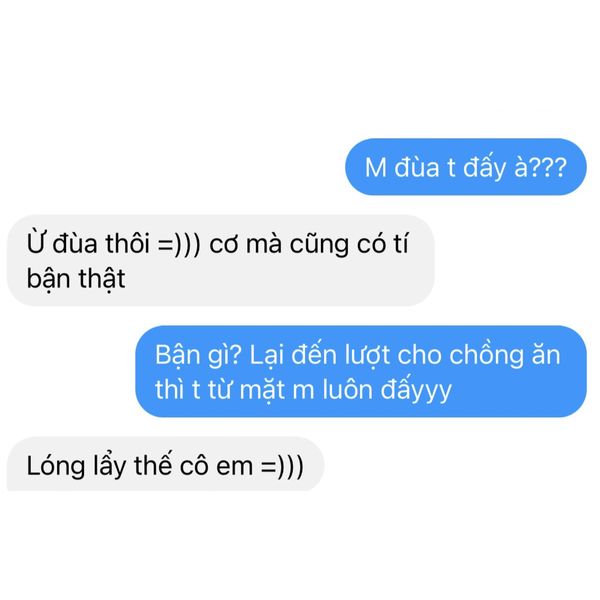 M đùa t đấy à???
Ừ đùa thôi =))) cơ mà cũng có tí
bận thật
Bận gì? Lại đến lượt cho chồng ăn
thì t từ mặt m luôn đấyyy
Lóng lẩy thế cô em =)))